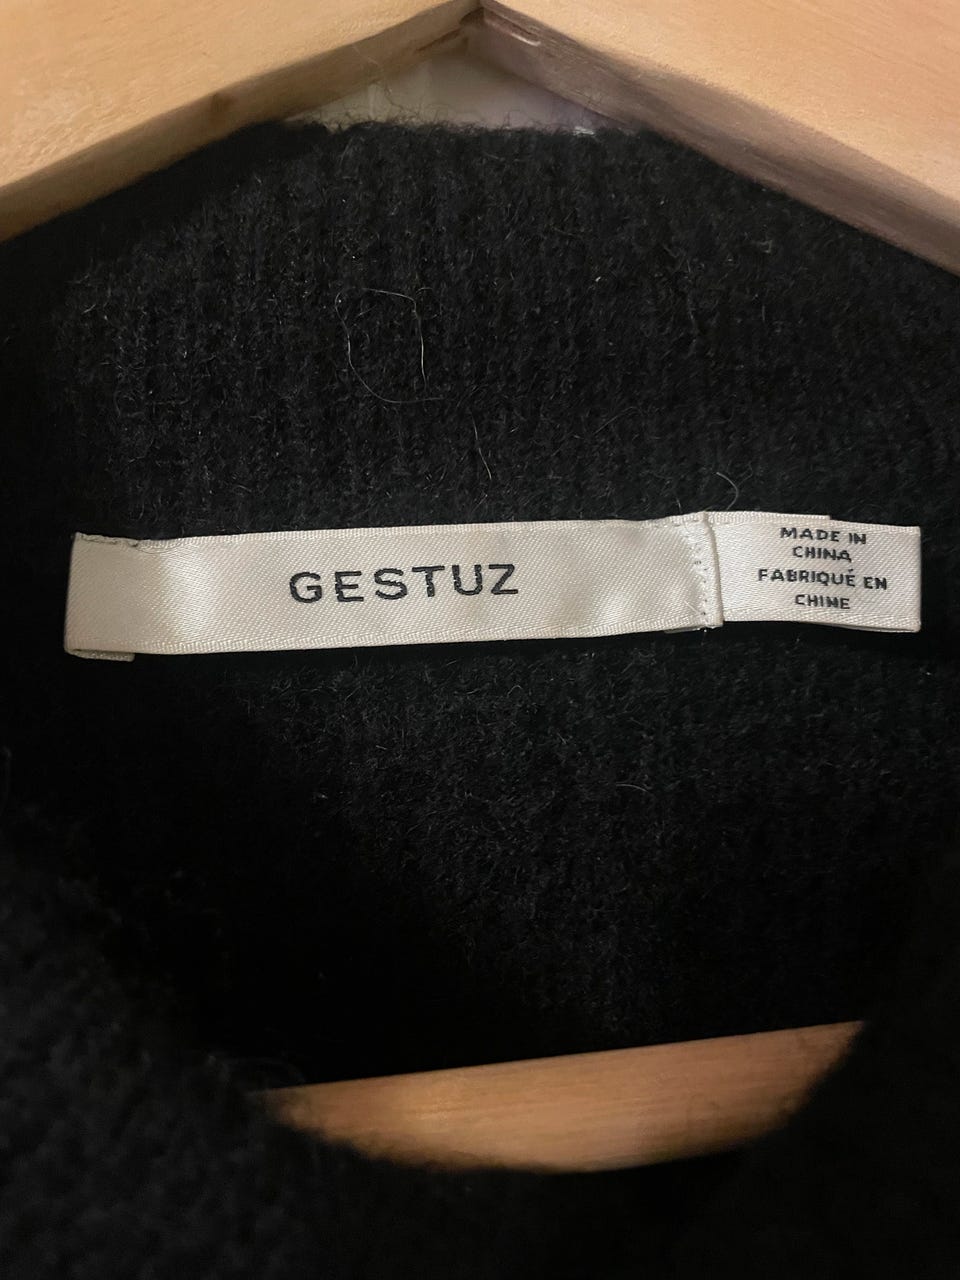 GESTUZ
MADE IN
CHINA
FABRIQUÉ EN
CHINE